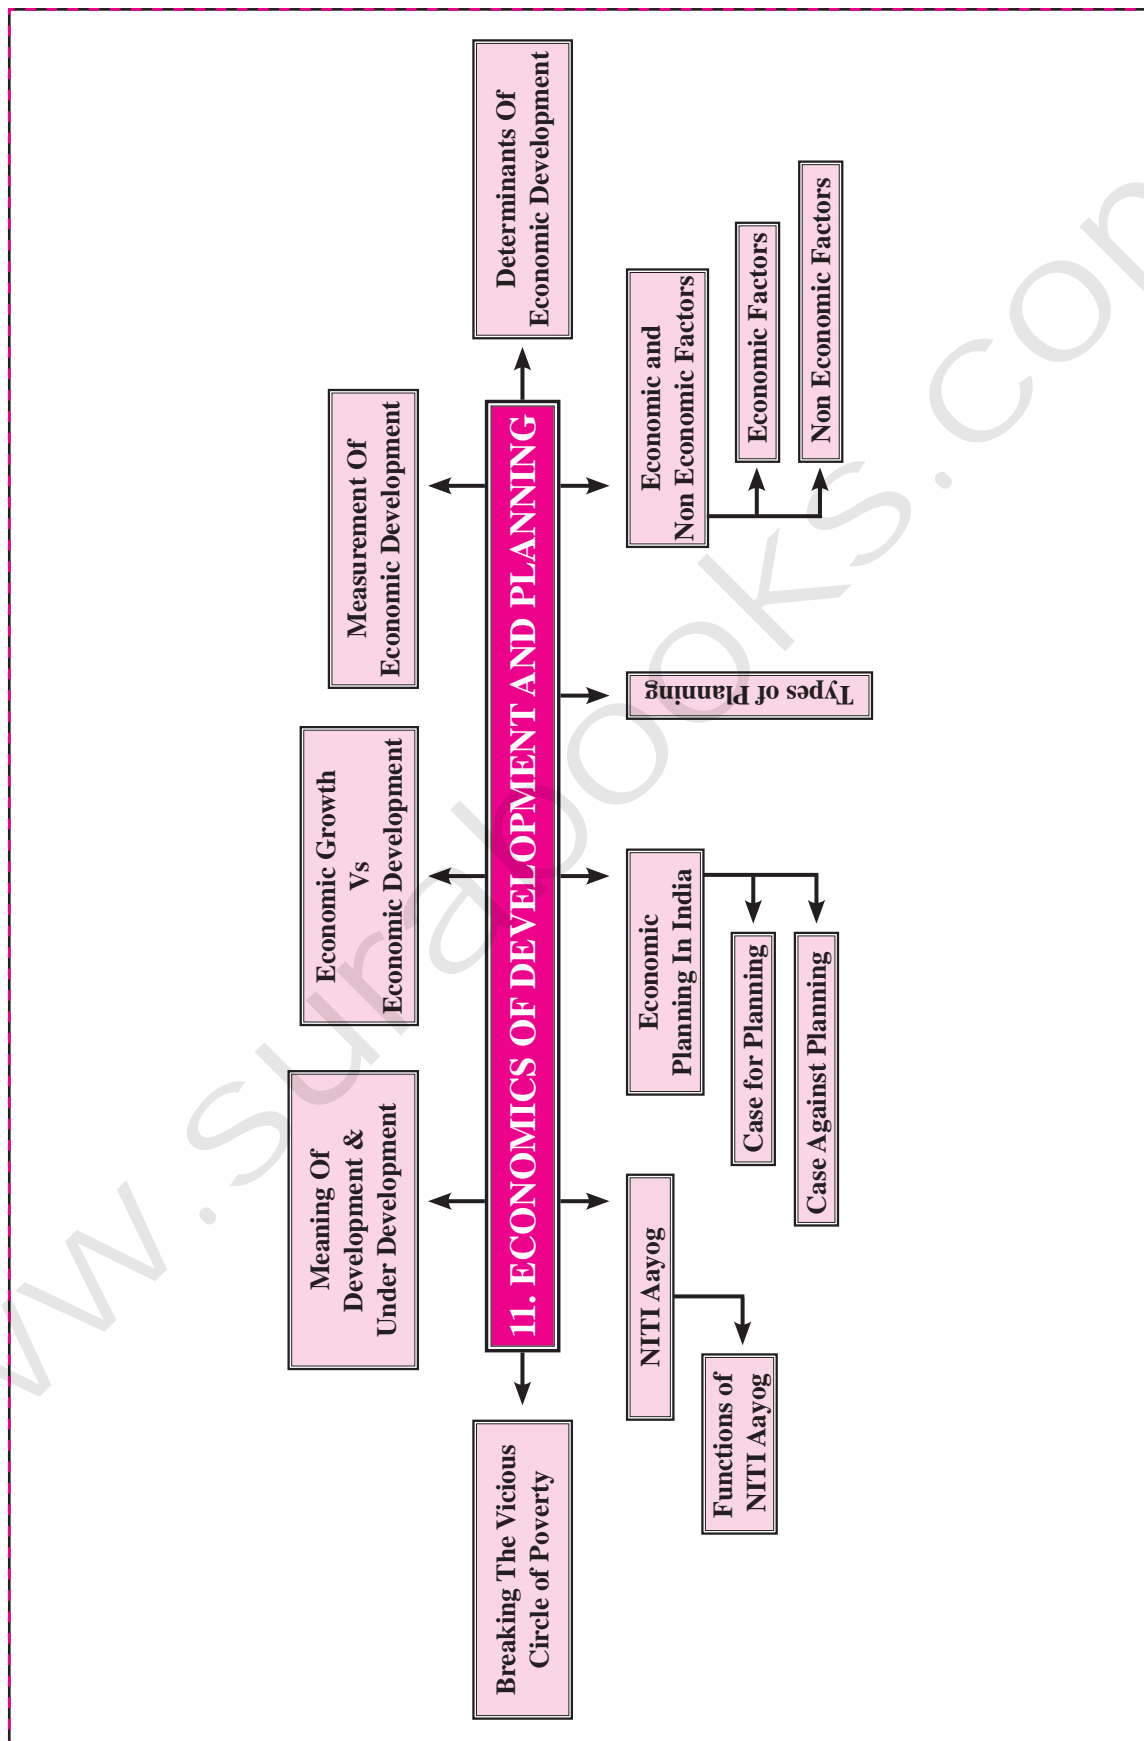 Meaning Of
Development &
Under Development
Economic Growth
Vs
Economic Development
Measurement Of
Economic Development
Breaking The Vicious
Circle of Poverty
11. ECONOMICS OF DEVELOPMENT AND PLANNING
Determinants Of
Economic Development
NITI Aayog
Functions of
NITI Aayog
Economic
Planning In India
Case for Planning
Case Against Planning
Types of Planning
Economic and
Non Economic Factors
Economic Factors
Non Economic Factors
w.surabooks.con